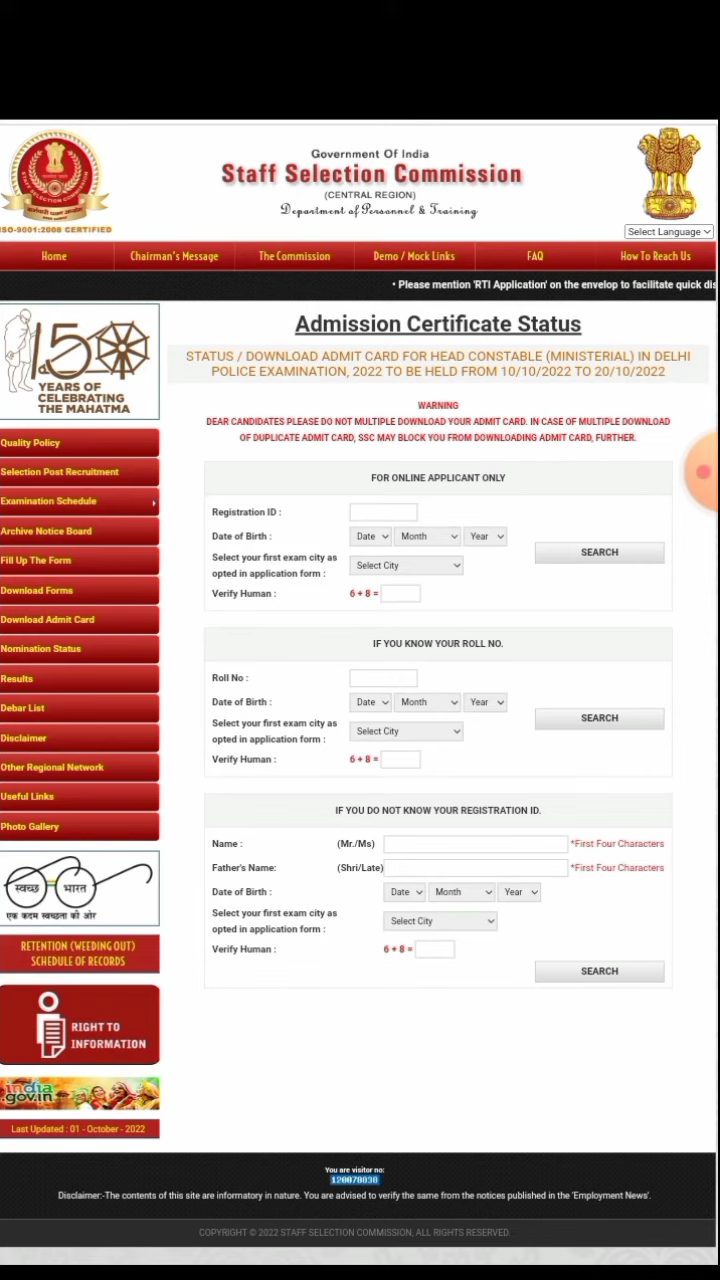 Government Of India
Staff Selection Commission
(CENTRAL REGION)
Department of Personnel & Training
ISO-9001:2008 CERTIFIED
Select Language
Home
Chairman's Message
The Commission
Demo / Mock Links
FAQ
How To Reach Us
• Please mention 'RTI Application' on the envelop to facilitate quick dis
150
YEARS OF
CELEBRATING
THE MAHATMA
Quality Policy
Selection Post Recruitment
Examination Schedule
Archive Notice Board
Fill Up The Form
Download Forms
Download Admit Card
Nomination Status
Results
Debar List
Disclaimer
Other Regional Network
Useful Links
Photo Gallery
स्वच्छ भारत
एक कदम स्वच्छता की ओर
RETENTION (WEEDING OUT)
SCHEDULE OF RECORDS
RIGHT TO
INFORMATION
india
.gov.in
Last Updated : 01 - October - 2022
Admission Certificate Status
STATUS / DOWNLOAD ADMIT CARD FOR HEAD CONSTABLE (MINISTERIAL) IN DELHI
POLICE EXAMINATION, 2022 TO BE HELD FROM 10/10/2022 TO 20/10/2022
WARNING
DEAR CANDIDATES PLEASE DO NOT MULTIPLE DOWNLOAD YOUR ADMIT CARD. IN CASE OF MULTIPLE DOWNLOAD
OF DUPLICATE ADMIT CARD, SSC MAY BLOCK YOU FROM DOWNLOADING ADMIT CARD, FURTHER.
FOR ONLINE APPLICANT ONLY
Registration ID :
Date of Birth : Date Month Year
Select your first exam city as
opted in application form : Select City
SEARCH
Verify Human : 6 + 8 =
IF YOU KNOW YOUR ROLL NO.
Roll No :
Date of Birth : Date Month Year
Select your first exam city as
opted in application form : Select City
SEARCH
Verify Human : 6 + 8 =
IF YOU DO NOT KNOW YOUR REGISTRATION ID.
Name : (Mr./Ms) *First Four Characters
Father's Name: (Shri/Late) *First Four Characters
Date of Birth : Date Month Year
Select your first exam city as
opted in application form : Select City
Verify Human : 6 + 8 =
SEARCH
You are visitor no:
120070030
Disclaimer:-The contents of this site are informatory in nature. You are advised to verify the same from the notices published in the 'Employment News'.
COPYRIGHT © 2022 STAFF SELECTION COMMISSION, ALL RIGHTS RESERVED.